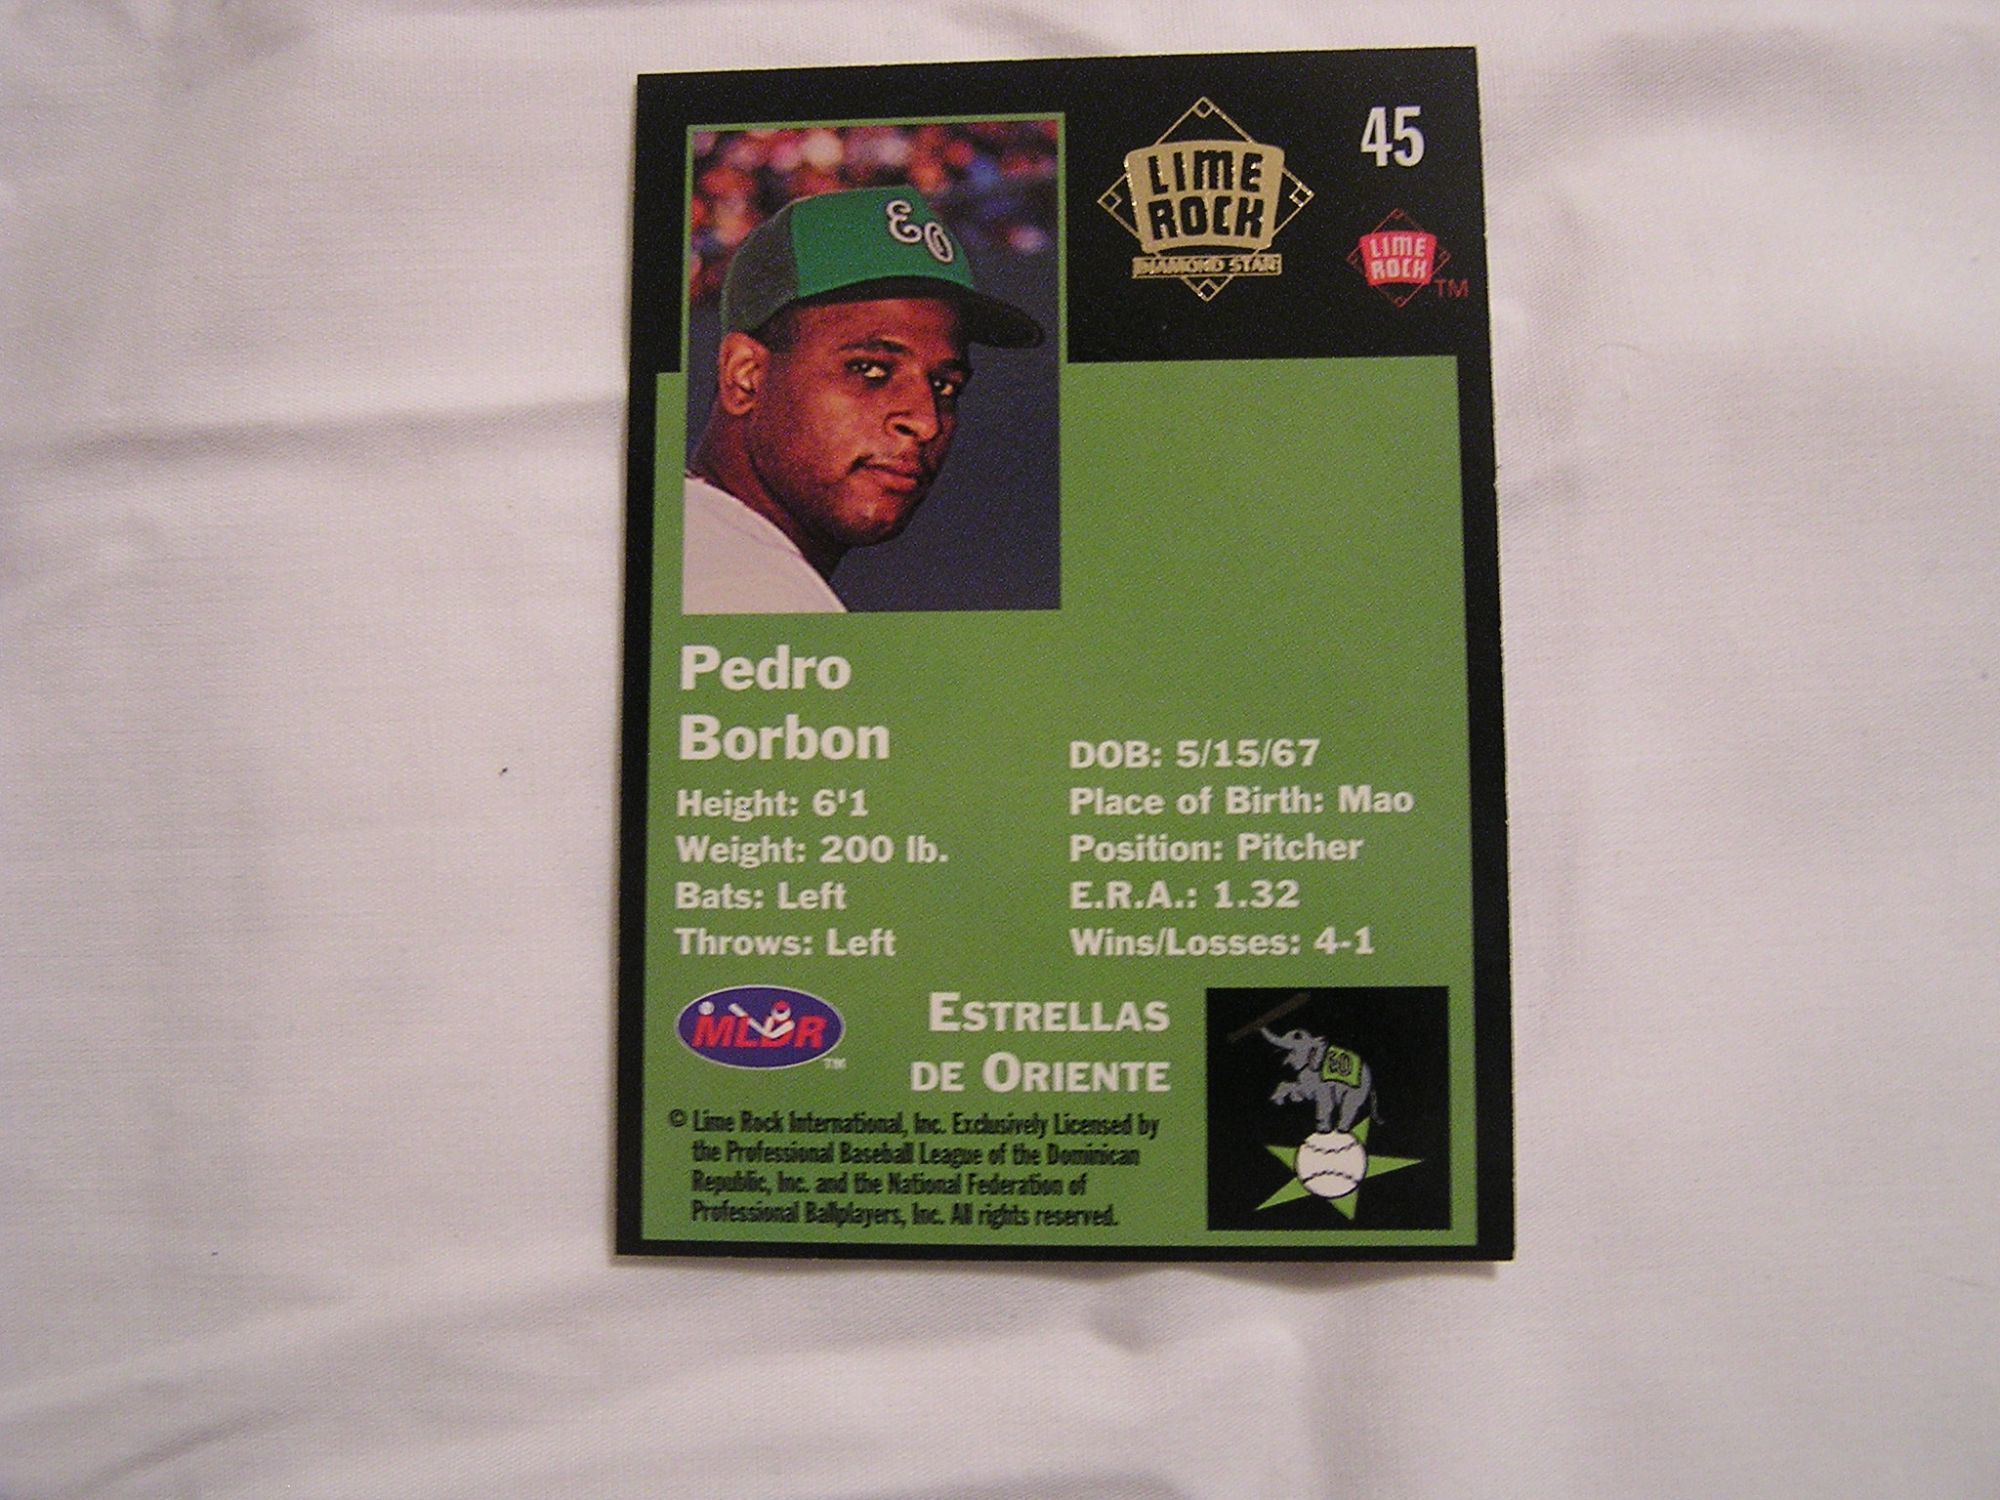 45
LIME
ROCK
DIAMOND STAR
LIME
ROCK
TM
EO
Pedro
Borbon
Height: 6'1
Weight: 200 lb.
Bats: Left
Throws: Left
DOB: 5/15/67
Place of Birth: Mao
Position: Pitcher
E.R.A.: 1.32
Wins/Losses: 4-1
MLDR
TM
ESTRELLAS
DE ORIENTE
EO
© Lime Rock International, Inc. Exclusively Licensed by
the Professional Baseball League of the Dominican
Republic, Inc. and the National Federation of
Professional Ballplayers, Inc. All rights reserved.